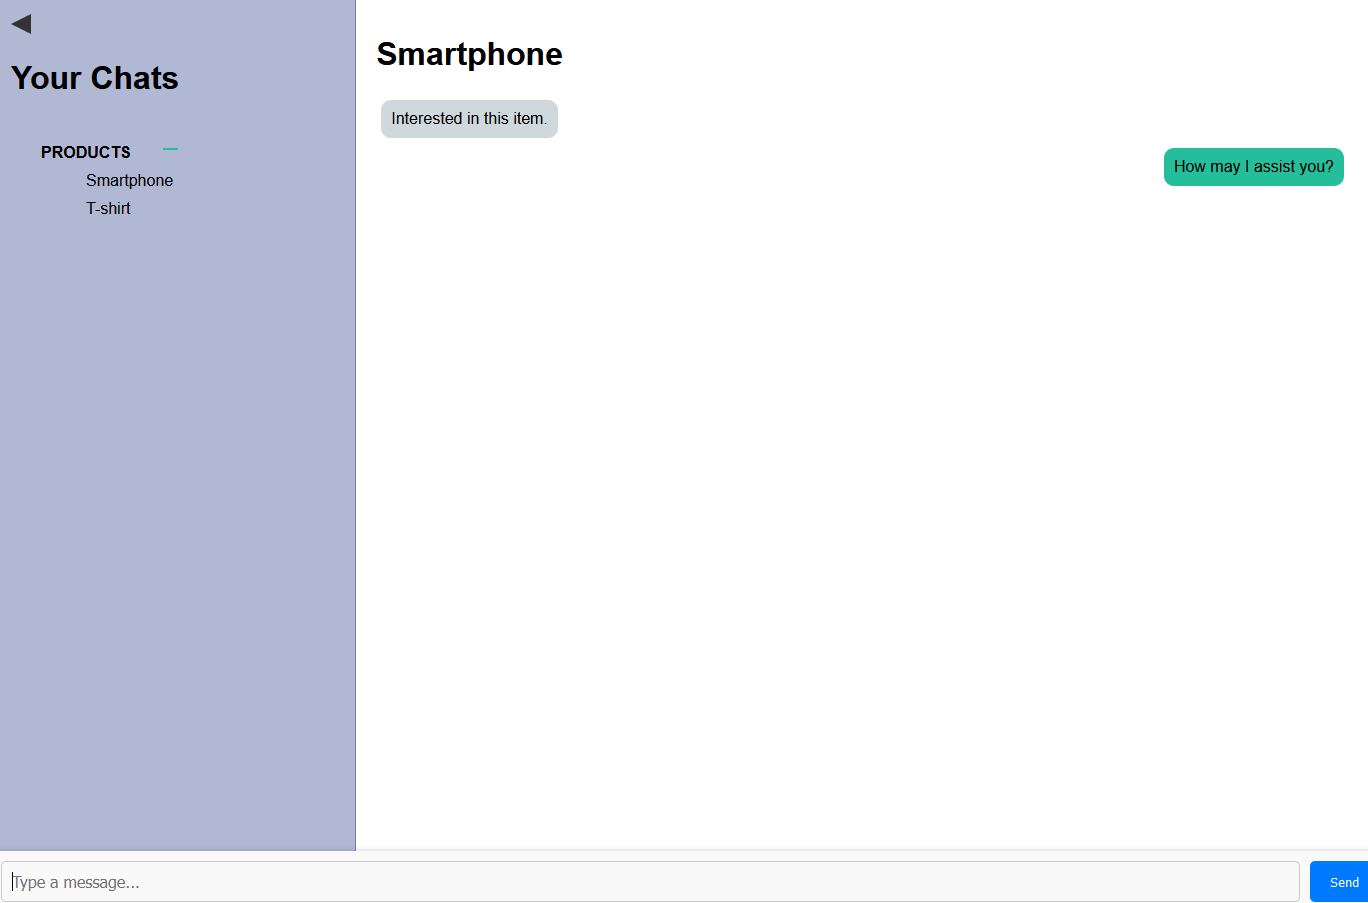 Your Chats
PRODUCTS
Smartphone
T-shirt
Smartphone
Interested in this item.
How may I assist you?
Type a message...
Send